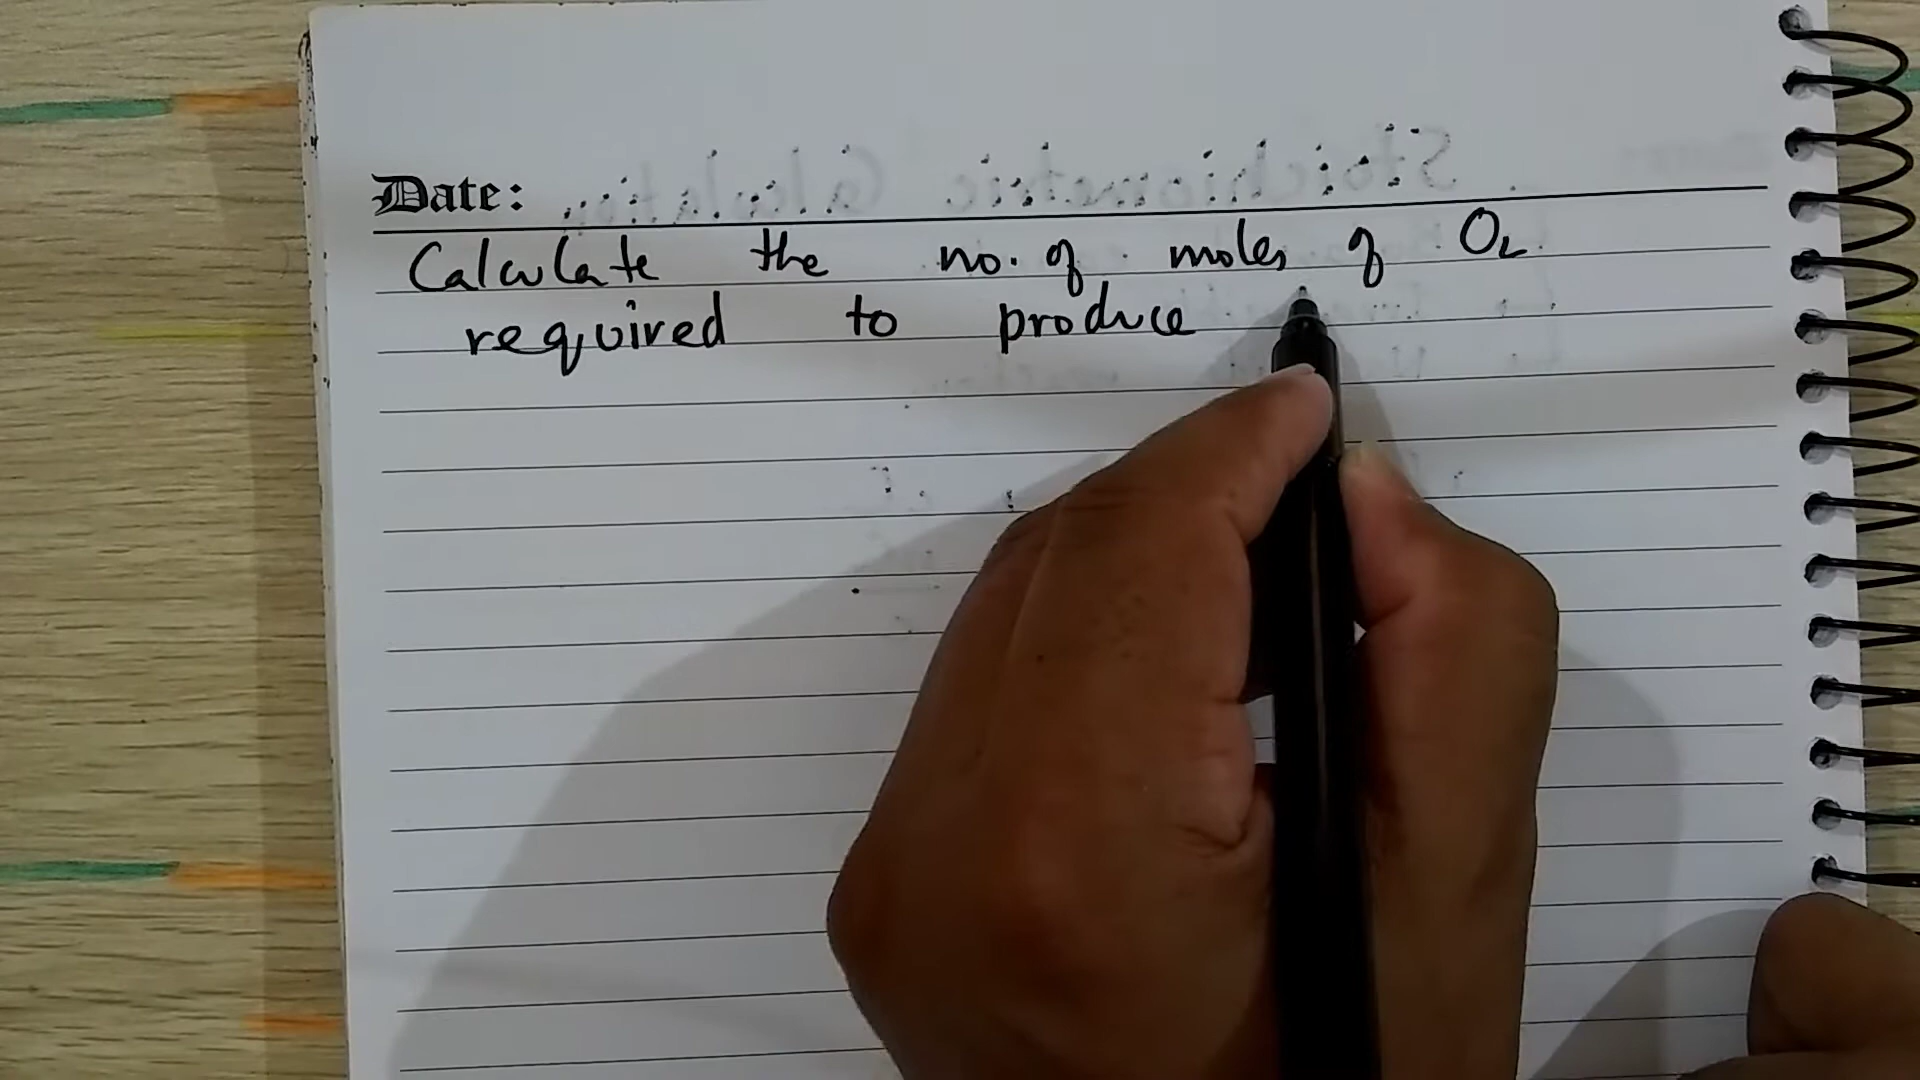 Date:
Calculate the no. of moles of O₂
required to produce